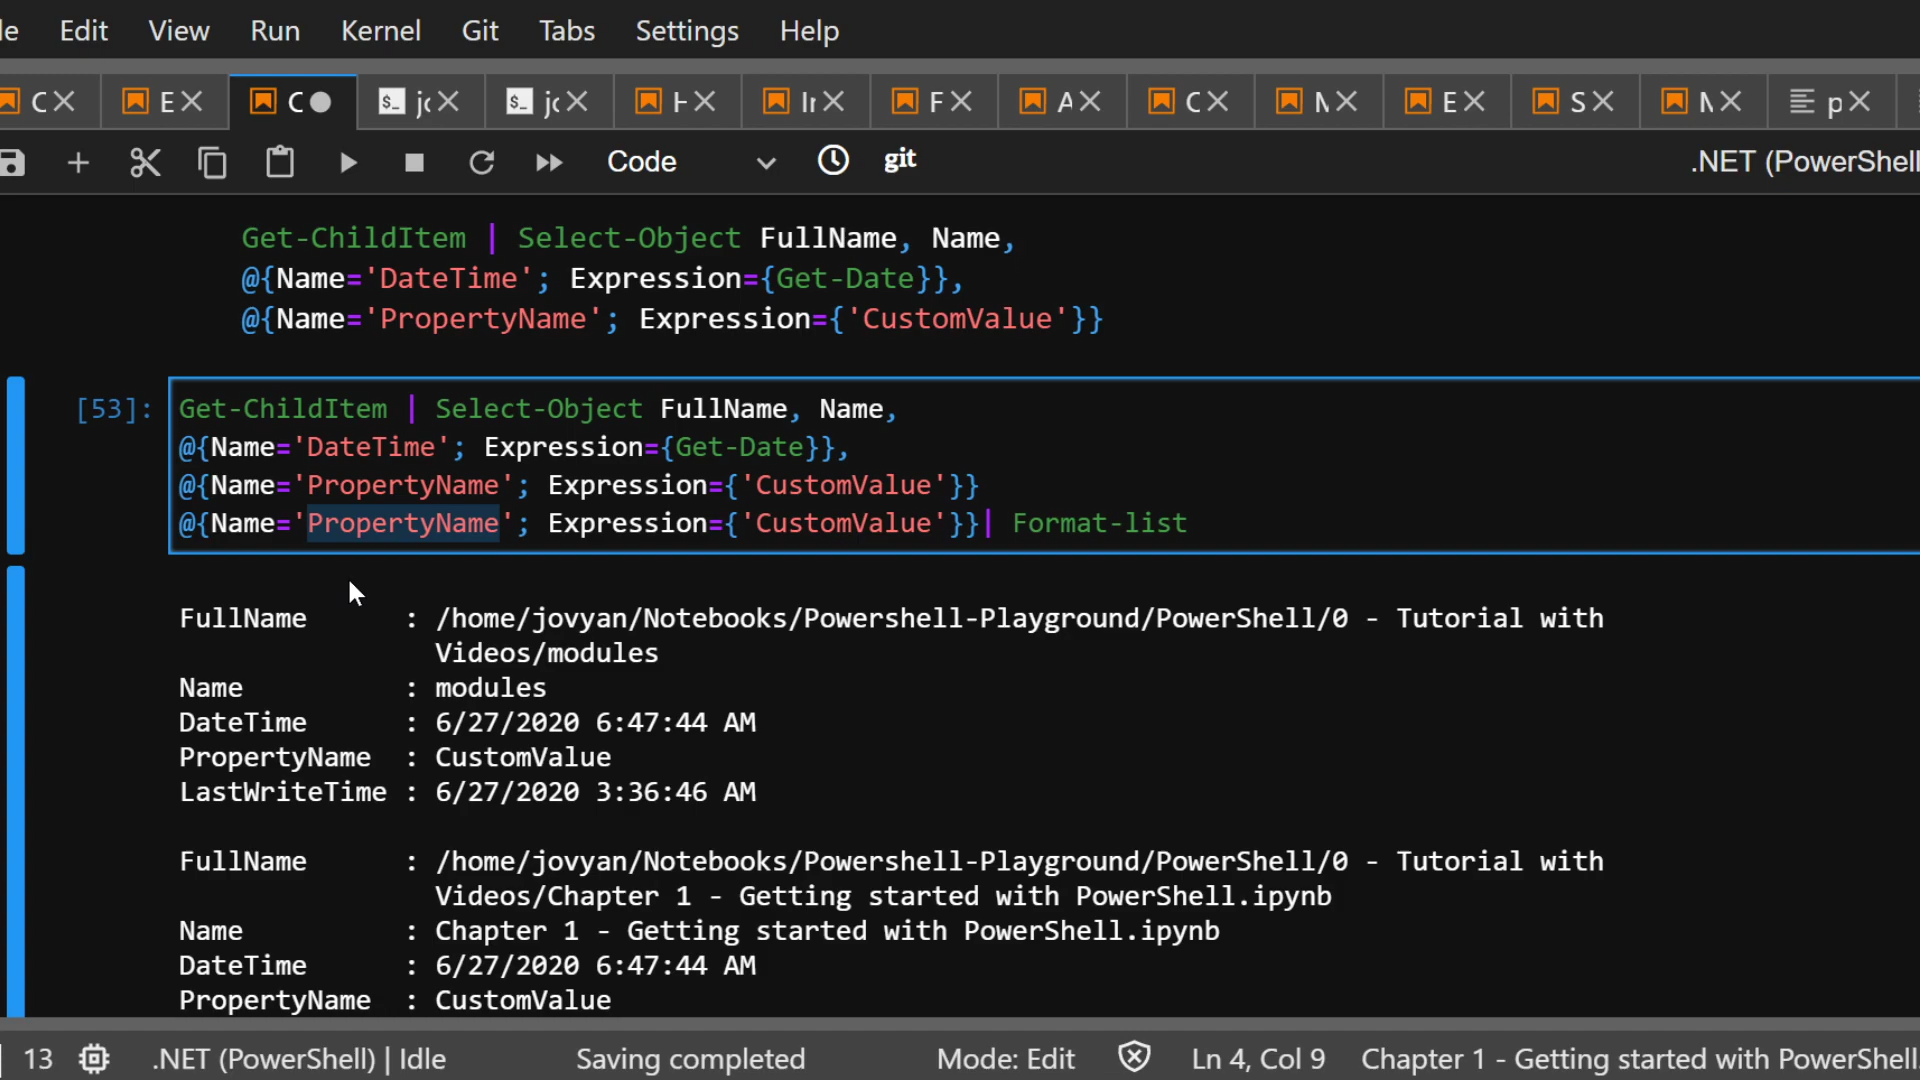 le Edit View Run Kernel Git Tabs Settings Help
C E C jc jc H Ir F A C N E S N p
Code git .NET (PowerShell
Get-ChildItem | Select-Object FullName, Name,
@{Name='DateTime'; Expression={Get-Date}},
@{Name='PropertyName'; Expression={'CustomValue'}}
[53]: Get-ChildItem | Select-Object FullName, Name,
@{Name='DateTime'; Expression={Get-Date}},
@{Name='PropertyName'; Expression={'CustomValue'}}
@{Name='PropertyName'; Expression={'CustomValue'}}| Format-list
FullName : /home/jovyan/Notebooks/Powershell-Playground/PowerShell/0 - Tutorial with
Videos/modules
Name : modules
DateTime : 6/27/2020 6:47:44 AM
PropertyName : CustomValue
LastWriteTime : 6/27/2020 3:36:46 AM
FullName : /home/jovyan/Notebooks/Powershell-Playground/PowerShell/0 - Tutorial with
Videos/Chapter 1 - Getting started with PowerShell.ipynb
Name : Chapter 1 - Getting started with PowerShell.ipynb
DateTime : 6/27/2020 6:47:44 AM
PropertyName : CustomValue
13 .NET (PowerShell) | Idle Saving completed Mode: Edit Ln 4, Col 9 Chapter 1 - Getting started with PowerShell.